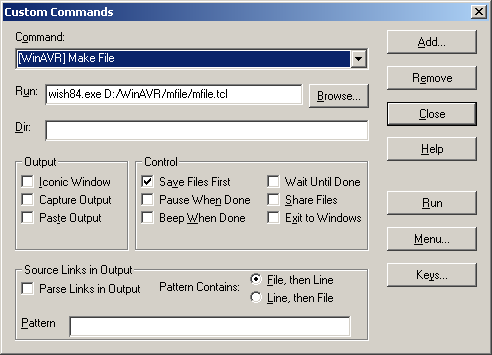 Custom Commands
Command:
[WinAVR] Make File
Run:
wish84.exe D:/WinAVR/mfile/mfile.tcl
Browse...
Dir:
Output
Iconic Window
Capture Output
Paste Output
Control
Save Files First
Pause When Done
Beep When Done
Wait Until Done
Share Files
Exit to Windows
Source Links in Output
Parse Links in Output
Pattern Contains:
File, then Line
Line, then File
Pattern
Add...
Remove
Close
Help
Run
Menu...
Keys...